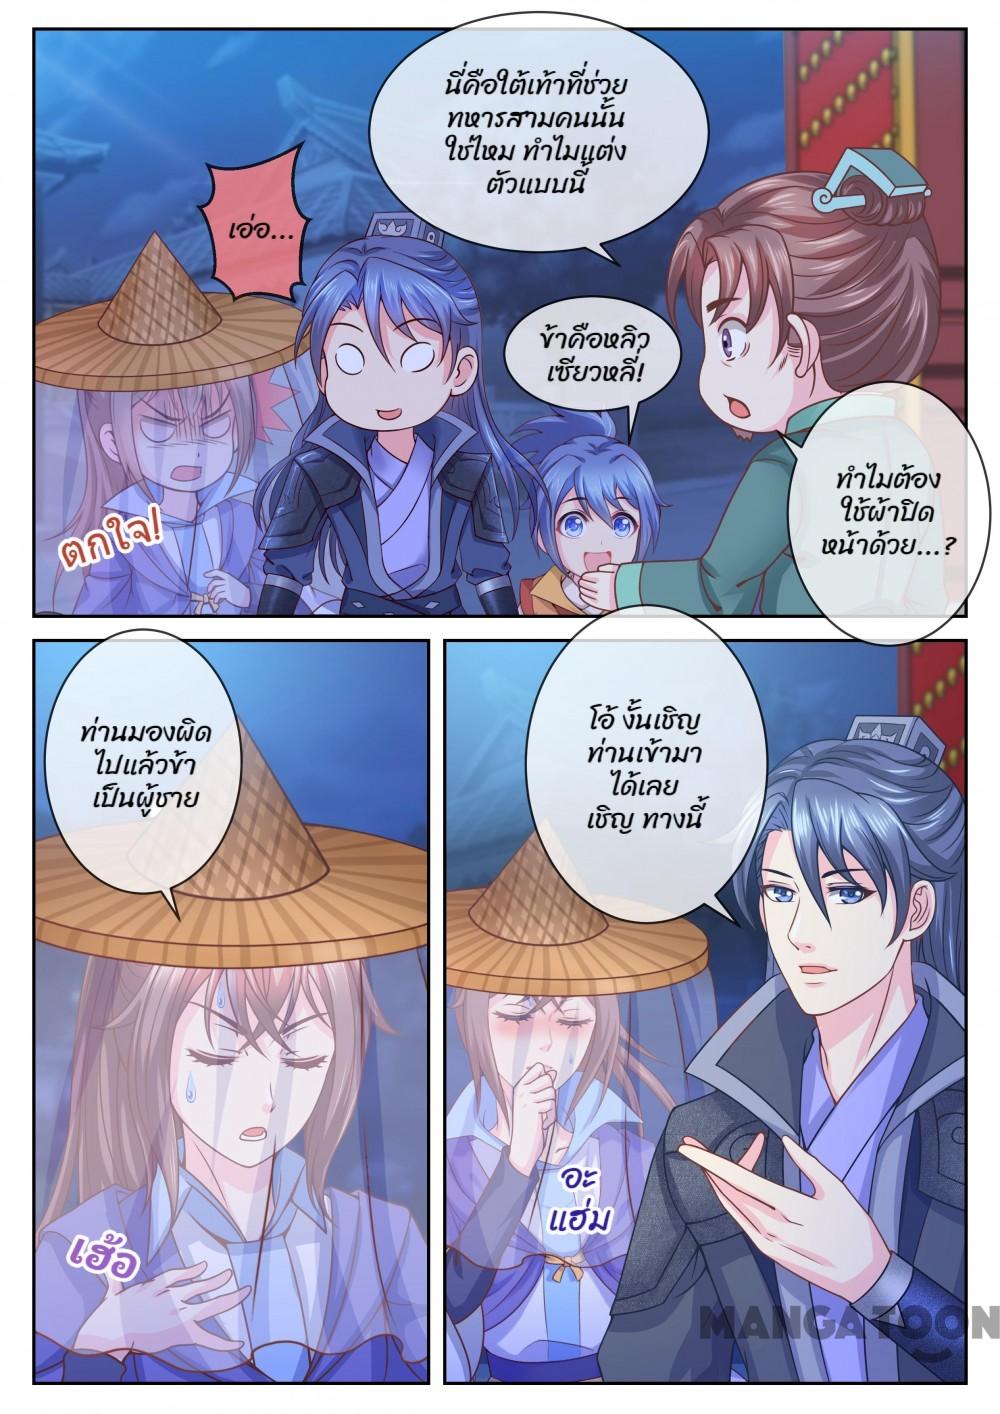 นี่คือใต้เท้าที่ช่วย
ทหารสามคนนั้น
ใช่ไหม ทำไมแต่ง
ตัวแบบนี้
เอ่อ...
ข้าคือหลิว
เซียวหลี่!
ทำไมต้อง
ใช้ผ้าปิด
หน้าด้วย...?
ตกใจ!
ท่านมองผิด
ไปแล้วข้า
เป็นผู้ชาย
เฮ้อ
โอ้ งั้นเชิญ
ท่านเข้ามา
ได้เลย
เชิญ ทางนี้
อะ
แฮ่ม
MANGATOON